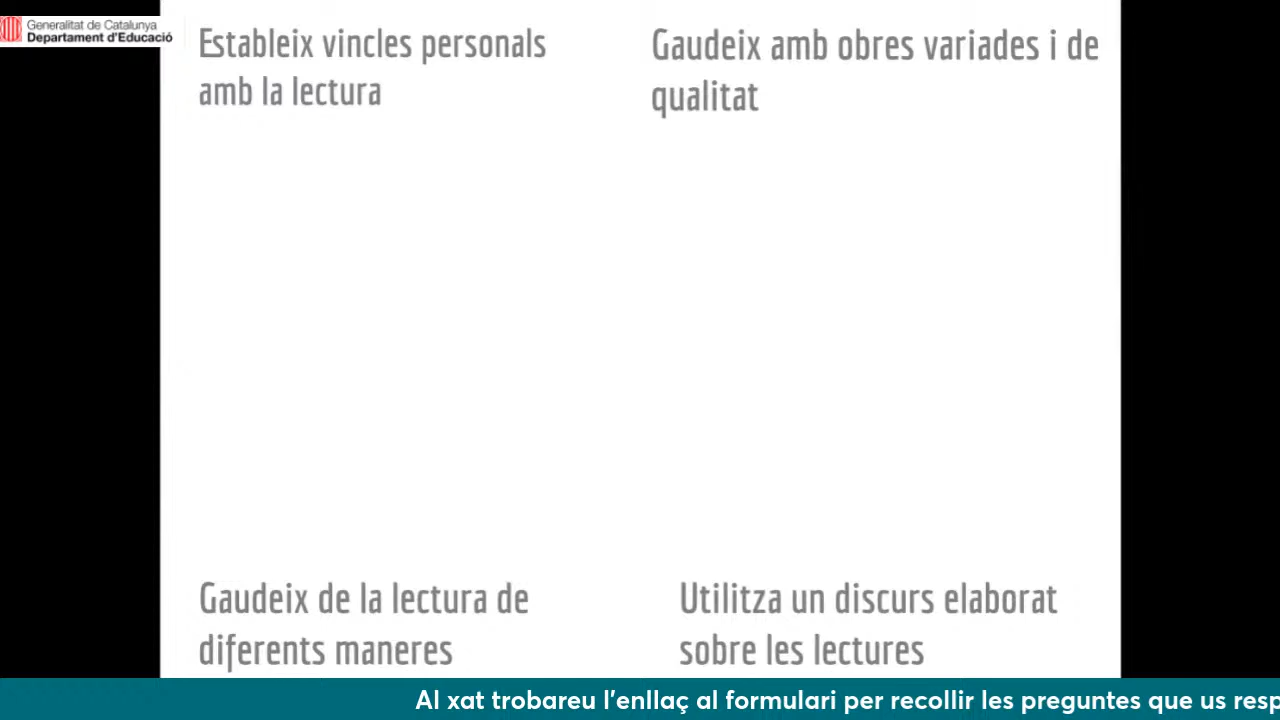 Generalitat de Catalunya
Departament d'Educació
Estableix vincles personals
amb la lectura
Gaudeix amb obres variades i de
qualitat
Gaudeix de la lectura de
diferents maneres
Utilitza un discurs elaborat
sobre les lectures
Al xat trobareu l'enllaç al formulari per recollir les preguntes que us resp